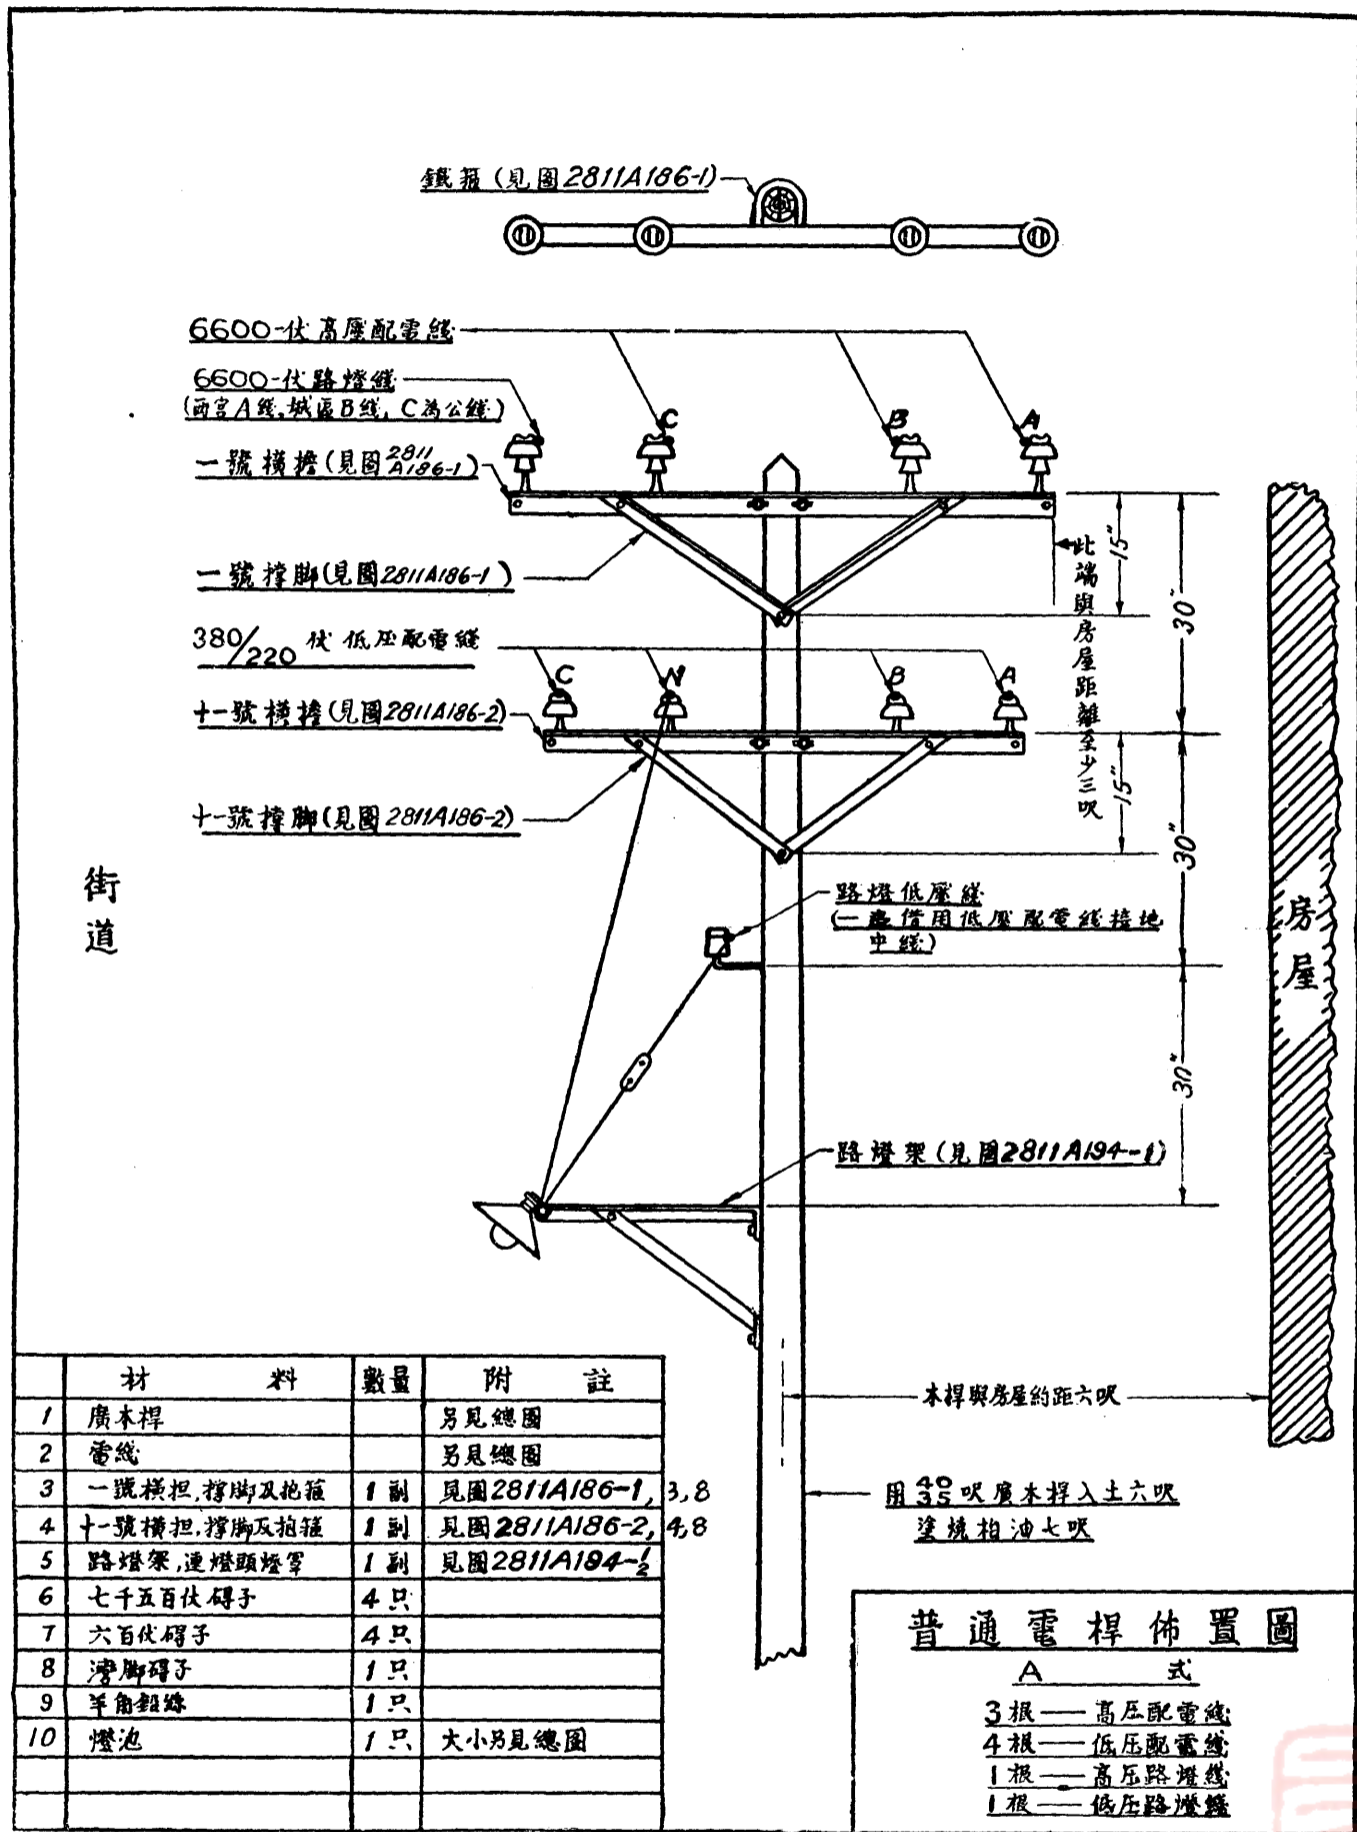 鐵箍(見圖2811A186-1)
6600-伏高壓配電綫
6600-伏路燈綫
(西宮A綫,城區B綫,C為公綫)
C
B
A
一號橫擔(見圖2811A186-1)
一號撐脚(見圖2811A186-1)
380/220 伏低压配電綫
C
N
B
A
十一號橫擔(見圖2811A186-2)
十一號撐脚(見圖2811A186-2)
15"
30"
此端與房屋距離至少三呎
15"
30"
街道
房屋
路燈低壓綫
(一邊借用低壓配電綫接地
中綫)
30"
路燈架(見圖2811A194-1)
木桿與房屋約距六呎
用40/35呎廣木桿入土六呎
塗燒柏油七呎
材料 數量 附註
1 廣木桿 另見總圖
2 電綫 另見總圖
3 一號橫担,撐脚及抱箍 1副 見圖2811A186-1,3,8
4 十一號橫担,撐脚及抱箍 1副 見圖2811A186-2,4,8
5 路燈架,連燈頭燈罩 1副 見圖2811A194-1/2
6 七千五百伏碍子 4只
7 六百伏碍子 4只
8 灣脚碍子 1只
9 羊角 1只
10 燈泡 1只 大小另見總圖
普通電桿佈置圖
A式
3根——高压配電綫
4根——低压配電綫
1根——高压路燈綫
1根——低压路燈綫